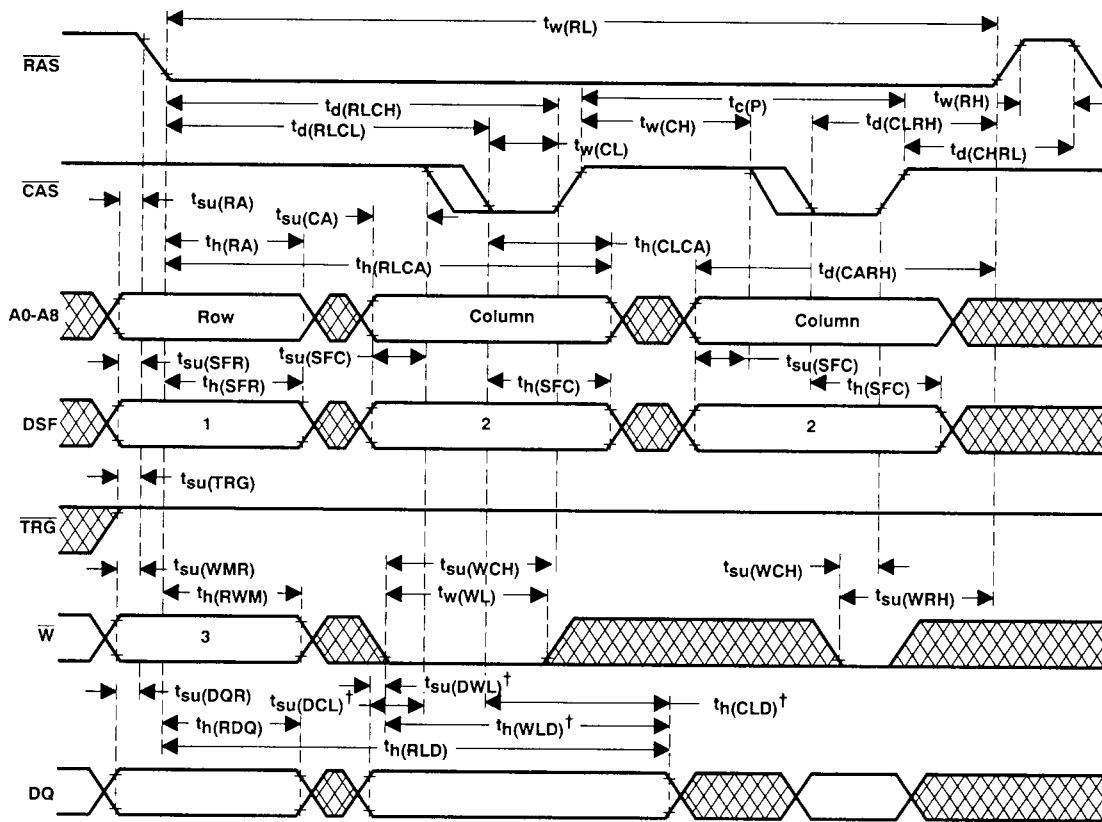 tw(RL)
RAS
td(RLCH)
tc(P)
tw(RH)
td(RLCL)
tw(CH)
td(CLRH)
tw(CL)
td(CHRL)
CAS
tsu(RA)
tsu(CA)
th(RA)
th(CLCA)
th(RLCA)
td(CARH)
A0-A8
Row
Column
Column
tsu(SFR)
tsu(SFC)
tsu(SFC)
th(SFR)
th(SFC)
th(SFC)
DSF
1
2
2
tsu(TRG)
TRG
tsu(WMR)
tsu(WCH)
tsu(WCH)
th(RWM)
tw(WL)
tsu(WRH)
W
3
tsu(DWL)†
tsu(DQR)
tsu(DCL)†
th(CLD)†
th(RDQ)
th(WLD)†
th(RLD)
DQ